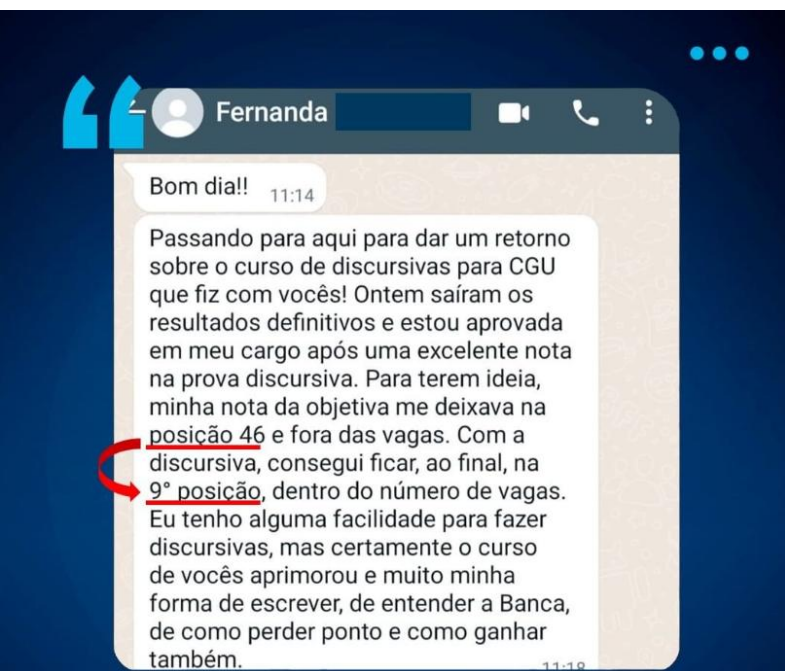 Fernanda
Bom dia!! 11:14
Passando para aqui para dar um retorno
sobre o curso de discursivas para CGU
que fiz com vocês! Ontem saíram os
resultados definitivos e estou aprovada
em meu cargo após uma excelente nota
na prova discursiva. Para terem ideia,
minha nota da objetiva me deixava na
posição 46 e fora das vagas. Com a
discursiva, consegui ficar, ao final, na
9° posição, dentro do número de vagas.
Eu tenho alguma facilidade para fazer
discursivas, mas certamente o curso
de vocês aprimorou e muito minha
forma de escrever, de entender a Banca,
de como perder ponto e como ganhar
também. 11:18